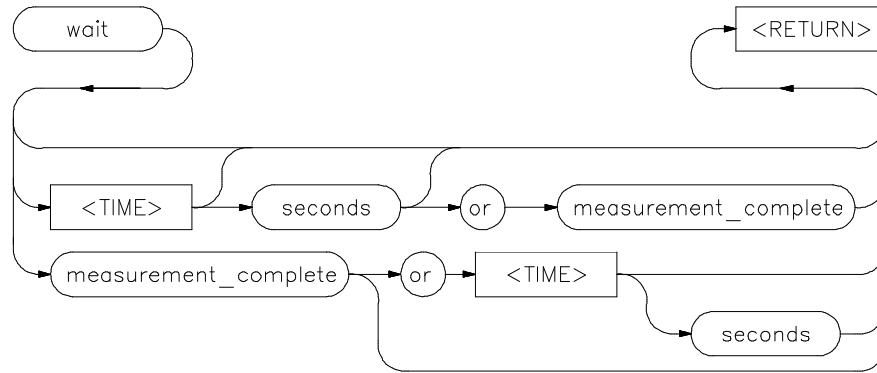 wait
<RETURN>
<TIME> seconds or measurement_complete
measurement_complete or <TIME>
seconds